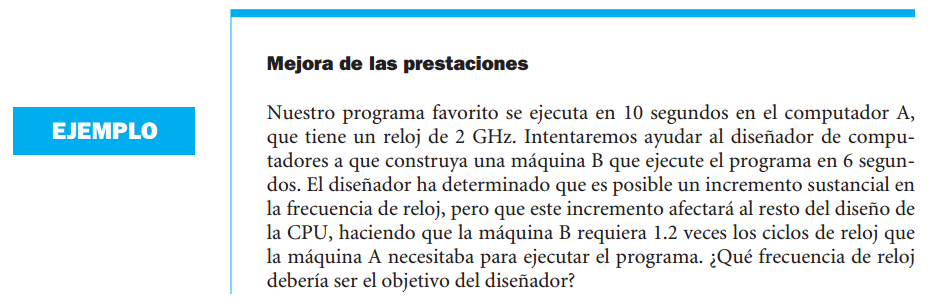 Mejora de las prestaciones
EJEMPLO
Nuestro programa favorito se ejecuta en 10 segundos en el computador A,
que tiene un reloj de 2 GHz. Intentaremos ayudar al diseñador de compu-
tadores a que construya una máquina B que ejecute el programa en 6 segun-
dos. El diseñador ha determinado que es posible un incremento sustancial en
la frecuencia de reloj, pero que este incremento afectará al resto del diseño de
la CPU, haciendo que la máquina B requiera 1.2 veces los ciclos de reloj que
la máquina A necesitaba para ejecutar el programa. ¿Qué frecuencia de reloj
debería ser el objetivo del diseñador?